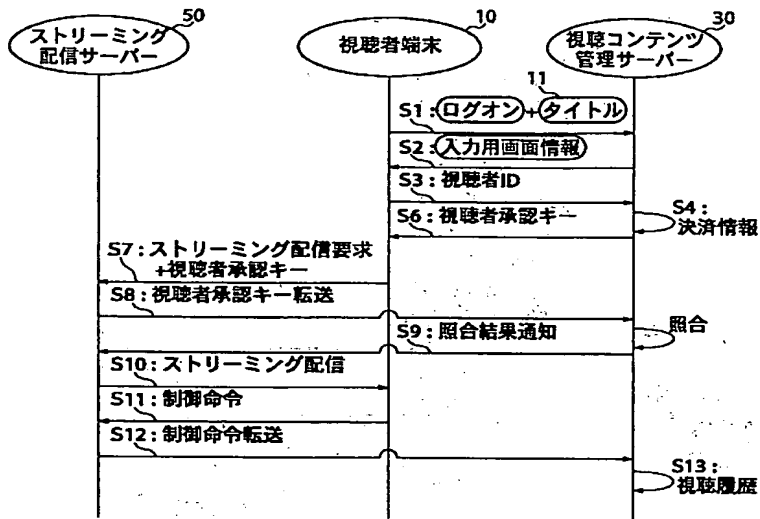 50
ストリーミング
配信サーバー
10
視聴者端末
30
視聴コンテンツ
管理サーバー
11
S1:ログオン+タイトル
S2:入力用画面情報
S3:視聴者ID
S4:
決済情報
S6:視聴者承認キー
S7:ストリーミング配信要求
+視聴者承認キー
S8:視聴者承認キー転送
照合
S9:照合結果通知
S10:ストリーミング配信
S11:制御命令
S12:制御命令転送
S13:
視聴履歴